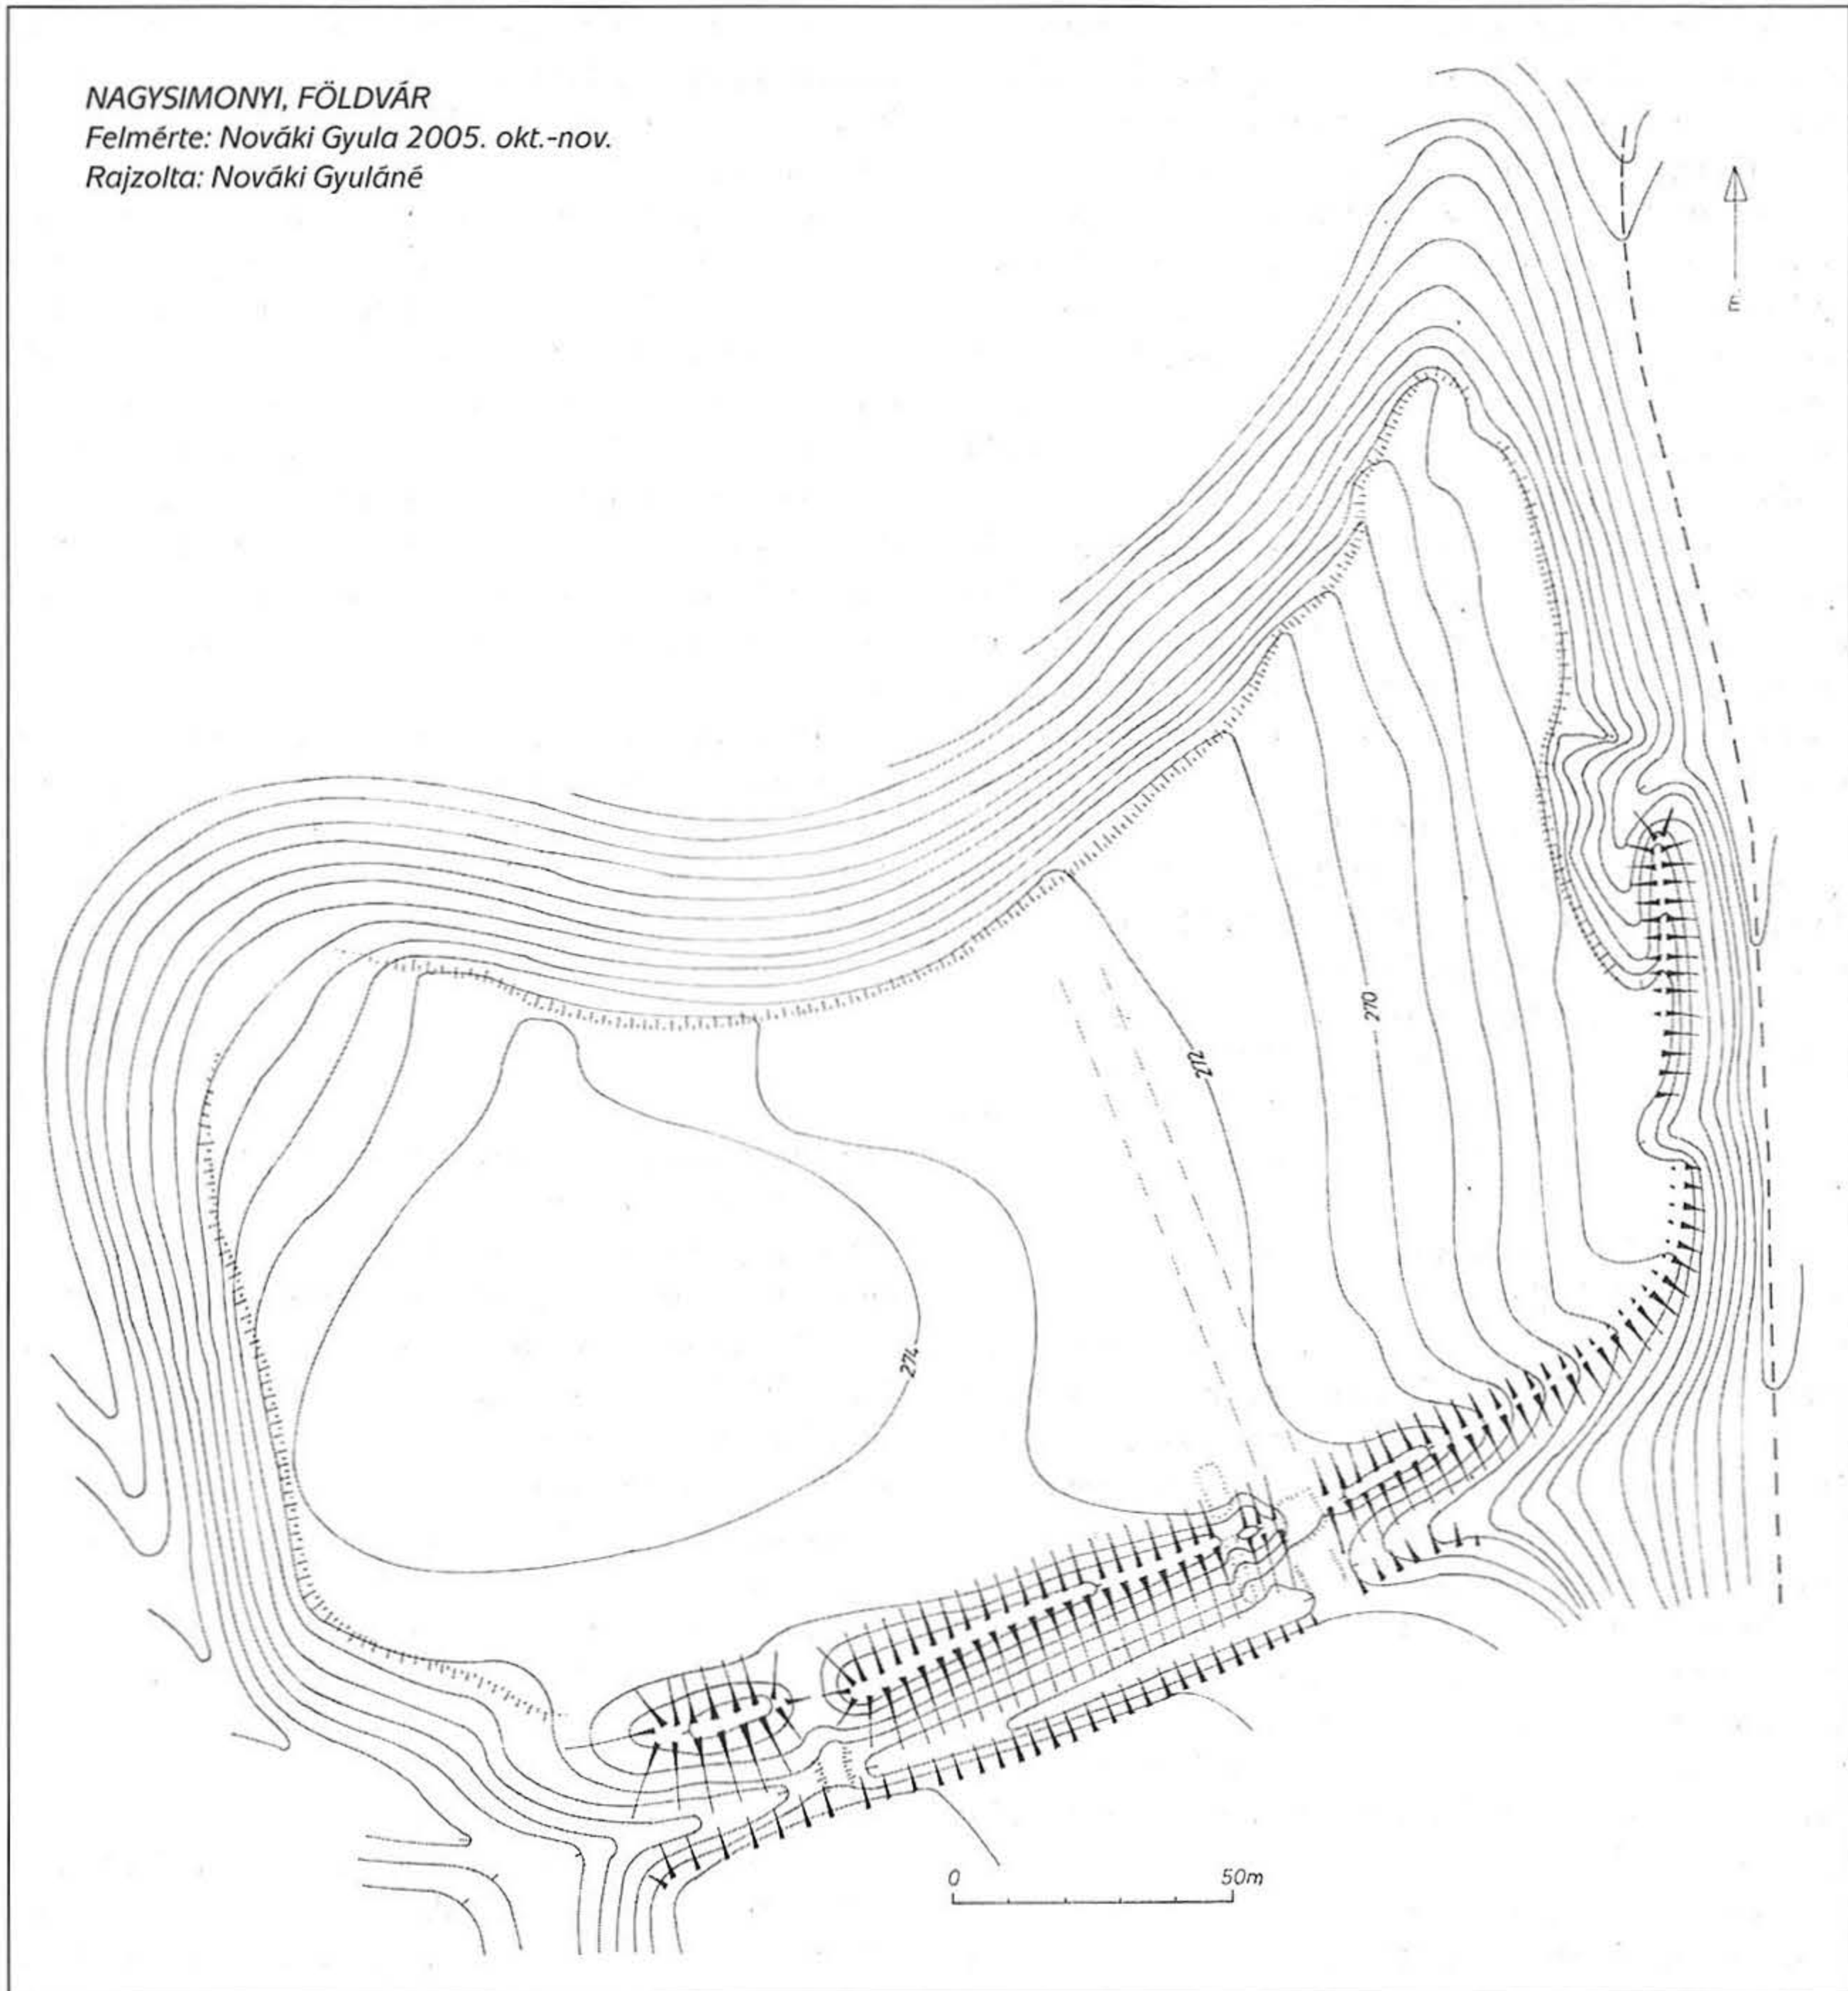 NAGYSIMONYI, FÖLDVÁR
Felmérte: Nováki Gyula 2005. okt.-nov.
Rajzolta: Nováki Gyuláné
É
270
272
274
0 50m